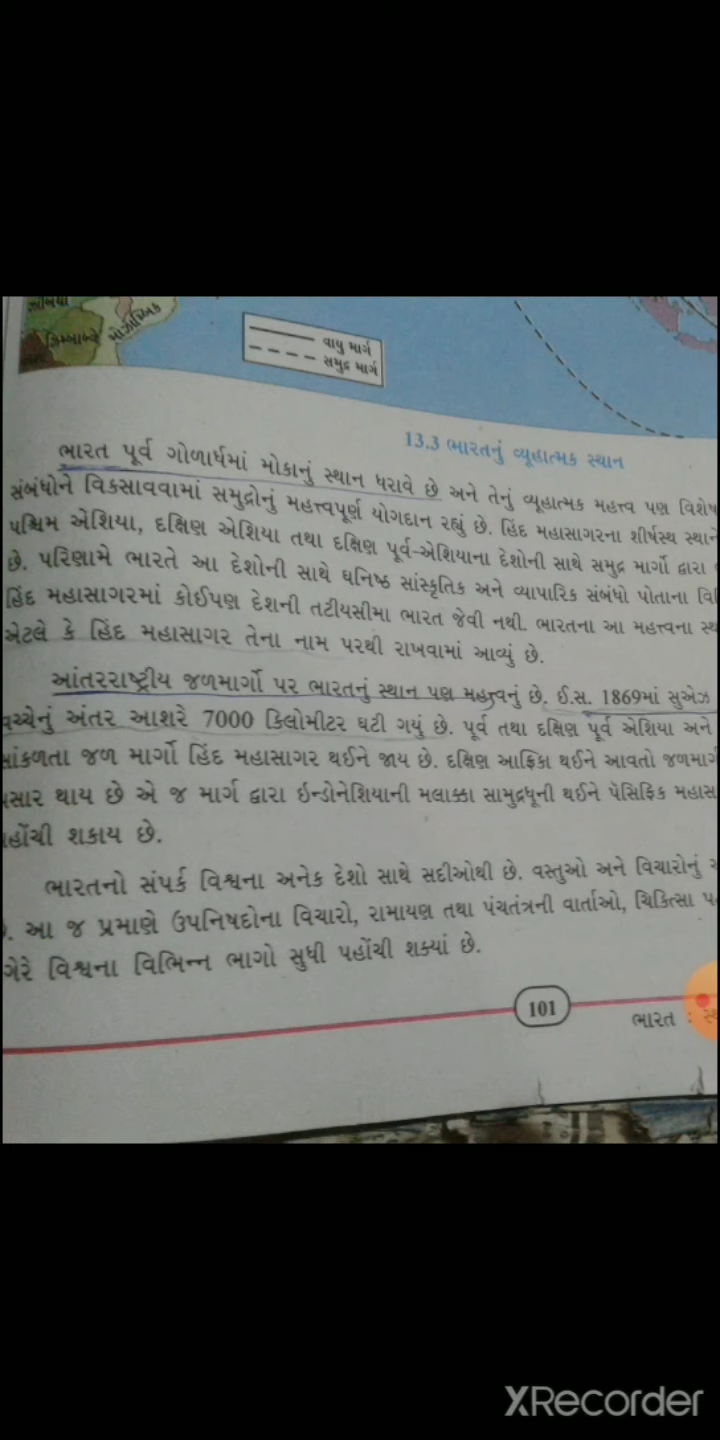 ઝિમ્બાબ્વે
મોઝામ્બિક
વાયુ માર્ગ
સમુદ્ર માર્ગ
13.3 ભારતનું વ્યૂહાત્મક સ્થાન
ભારત પૂર્વ ગોળાર્ધમાં મોકાનું સ્થાન ધરાવે છે અને તેનું વ્યૂહાત્મક મહત્ત્વ પણ વિશેષ
સંબંધોને વિકસાવવામાં સમુદ્રોનું મહત્ત્વપૂર્ણ યોગદાન રહ્યું છે. હિંદ મહાસાગરના શીર્ષસ્થ સ્થાને
પશ્ચિમ એશિયા, દક્ષિણ એશિયા તથા દક્ષિણ પૂર્વ-એશિયાના દેશોની સાથે સમુદ્ર માર્ગો દ્વારા
છે. પરિણામે ભારતે આ દેશોની સાથે ઘનિષ્ઠ સાંસ્કૃતિક અને વ્યાપારિક સંબંધો પોતાના વિ
હિંદ મહાસાગરમાં કોઈપણ દેશની તટીયસીમા ભારત જેવી નથી. ભારતના આ મહત્ત્વના સ્થ
એટલે કે હિંદ મહાસાગર તેના નામ પરથી રાખવામાં આવ્યું છે.
આંતરરાષ્ટ્રીય જળમાર્ગો પર ભારતનું સ્થાન પણ મહત્ત્વનું છે. ઈ.સ. 1869માં સુએઝ
વચ્ચેનું અંતર આશરે 7000 કિલોમીટર ઘટી ગયું છે. પૂર્વ તથા દક્ષિણ પૂર્વ એશિયા અને
સાંકળતા જળ માર્ગો હિંદ મહાસાગર થઈને જાય છે. દક્ષિણ આફ્રિકા થઈને આવતો જળમાર્ગ
પસાર થાય છે એ જ માર્ગ દ્વારા ઇન્ડોનેશિયાની મલાક્કા સામુદ્રધૂની થઈને પૅસિફિક મહાસ
પહોંચી શકાય છે.
ભારતનો સંપર્ક વિશ્વના અનેક દેશો સાથે સદીઓથી છે. વસ્તુઓ અને વિચારોનું
. આ જ પ્રમાણે ઉપનિષદોના વિચારો, રામાયણ તથા પંચતંત્રની વાર્તાઓ, ચિકિત્સા પ
ગેરે વિશ્વના વિભિન્ન ભાગો સુધી પહોંચી શક્યાં છે.
101
ભારત :
XRecorder